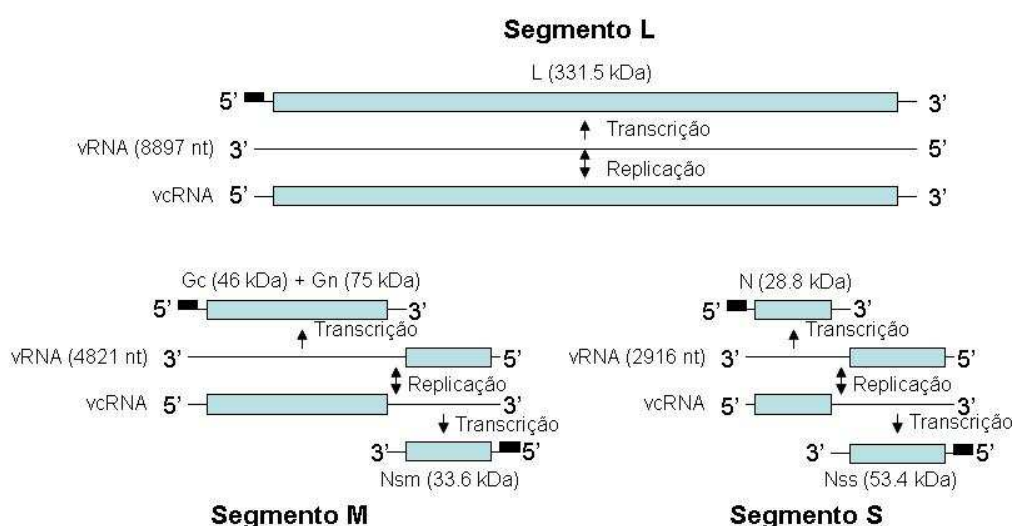 Segmento L
L (331.5 kDa)
5' 3'
Transcrição
vRNA (8897 nt) 3' 5'
Replicação
vcRNA 5' 3'
Gc (46 kDa) + Gn (75 kDa)
5' 3'
Transcrição
vRNA (4821 nt) 3' 5'
Replicação
vcRNA 5' 3'
Transcrição
3' 5'
Nsm (33.6 kDa)
Segmento M
N (28.8 kDa)
5' 3'
Transcrição
vRNA (2916 nt) 3' 5'
Replicação
vcRNA 5' 3'
Transcrição
3' 5'
Nss (53.4 kDa)
Segmento S